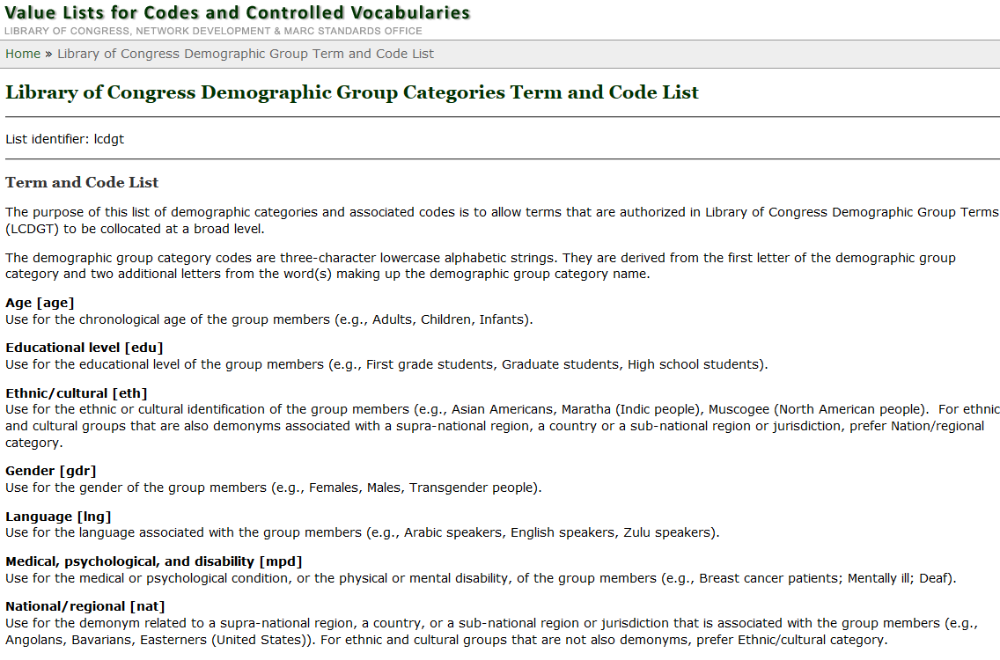 Value Lists for Codes and Controlled Vocabularies
LIBRARY OF CONGRESS, NETWORK DEVELOPMENT & MARC STANDARDS OFFICE
Home » Library of Congress Demographic Group Term and Code List
Library of Congress Demographic Group Categories Term and Code List
List identifier: lcdgt
Term and Code List
The purpose of this list of demographic categories and associated codes is to allow terms that are authorized in Library of Congress Demographic Group Terms
(LCDGT) to be collocated at a broad level.
The demographic group category codes are three-character lowercase alphabetic strings. They are derived from the first letter of the demographic group
category and two additional letters from the word(s) making up the demographic group category name.
Age [age]
Use for the chronological age of the group members (e.g., Adults, Children, Infants).
Educational level [edu]
Use for the educational level of the group members (e.g., First grade students, Graduate students, High school students).
Ethnic/cultural [eth]
Use for the ethnic or cultural identification of the group members (e.g., Asian Americans, Maratha (Indic people), Muscogee (North American people).  For ethnic
and cultural groups that are also demonyms associated with a supra-national region, a country or a sub-national region or jurisdiction, prefer Nation/regional
category.
Gender [gdr]
Use for the gender of the group members (e.g., Females, Males, Transgender people).
Language [lng]
Use for the language associated with the group members (e.g., Arabic speakers, English speakers, Zulu speakers).
Medical, psychological, and disability [mpd]
Use for the medical or psychological condition, or the physical or mental disability, of the group members (e.g., Breast cancer patients; Mentally ill; Deaf).
National/regional [nat]
Use for the demonym related to a supra-national region, a country, or a sub-national region or jurisdiction that is associated with the group members (e.g.,
Angolans, Bavarians, Easterners (United States)). For ethnic and cultural groups that are not also demonyms, prefer Ethnic/cultural category.